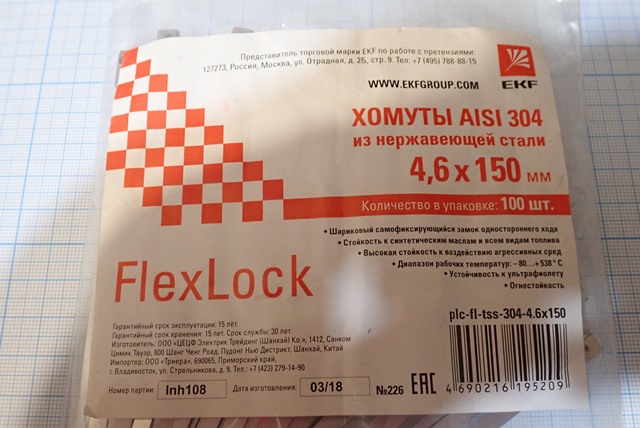 Представитель торговой марки EKF по работе с претензиями:
127273, Россия, Москва, ул. Отрадная, д. 2Б, стр. 9. Тел.: +7 (495) 788-88-15
WWW.EKFGROUP.COM
EKF
ХОМУТЫ AISI 304
из нержавеющей стали
4,6 х 150 мм
Количество в упаковке: 100 шт.
• Шариковый самофиксирующийся замок одностороннего хода
• Стойкость к синтетическим маслам и всем видам топлива
• Высокая стойкость к воздействию агрессивных сред
• Диапазон рабочих температур: –80...+538° С
• Устойчивость к ультрафиолету
• Огнестойкость
FlexLock
plc-fl-tss-304-4.6x150
Гарантийный срок эксплуатации: 15 лет.
Гарантийный срок хранения: 15 лет. Срок службы: 30 лет.
Изготовитель: ООО «ЦЕЦФ Электрик Трейдинг (Шанхай) Ко.», 1412, Санком
Цимик Тауэр, 800 Шанг Ченг Роад, Пудонг Нью Дистрикт, Шанхай, Китай
Импортер: ООО «Триера», 690065, Приморский край,
г. Владивосток, ул. Стрельникова, д. 9. Тел.: +7 (423) 279-14-90
Номер партии: lnh108 Дата изготовления: 03/18 №226 EAC
4 690216 195209